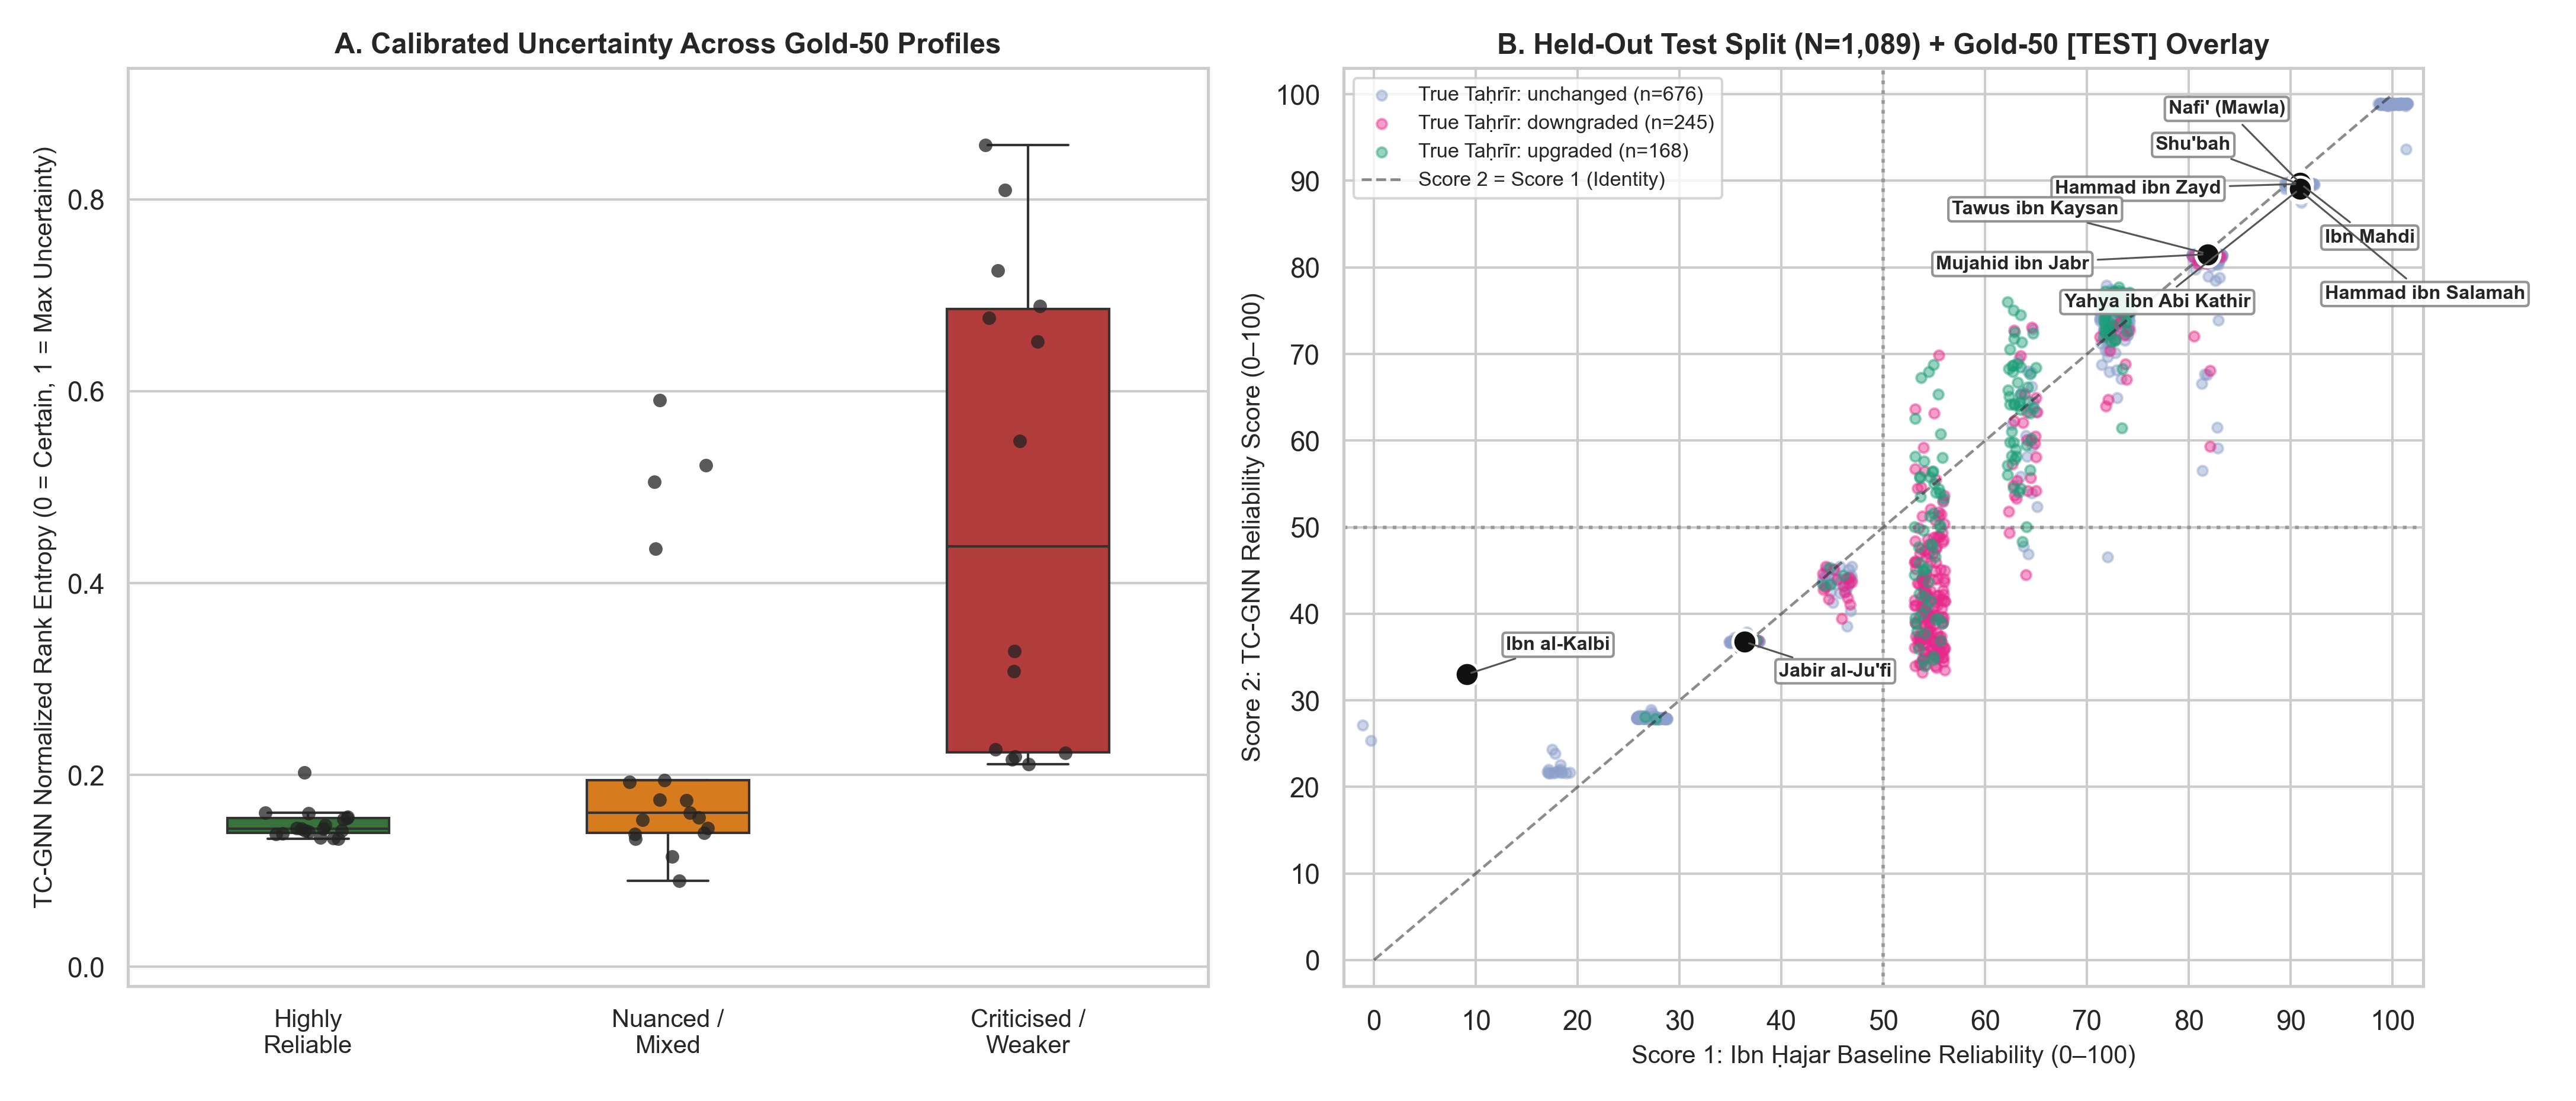 A. Calibrated Uncertainty Across Gold-50 Profiles
TC-GNN Normalized Rank Entropy (0 = Certain, 1 = Max Uncertainty)
0.8
0.6
0.4
0.2
0.0
Highly
Reliable
Nuanced /
Mixed
Criticised /
Weaker
B. Held-Out Test Split (N=1,089) + Gold-50 [TEST] Overlay
Score 2: TC-GNN Reliability Score (0–100)
100
90
80
70
60
50
40
30
20
10
0
True Taḥrīr: unchanged (n=676)
True Taḥrīr: downgraded (n=245)
True Taḥrīr: upgraded (n=168)
Score 2 = Score 1 (Identity)
Nafi' (Mawla)
Shu'bah
Hammad ibn Zayd
Tawus ibn Kaysan
Ibn Mahdi
Mujahid ibn Jabr
Hammad ibn Salamah
Yahya ibn Abi Kathir
Ibn al-Kalbi
Jabir al-Ju'fi
0 10 20 30 40 50 60 70 80 90 100
Score 1: Ibn Ḥajar Baseline Reliability (0–100)